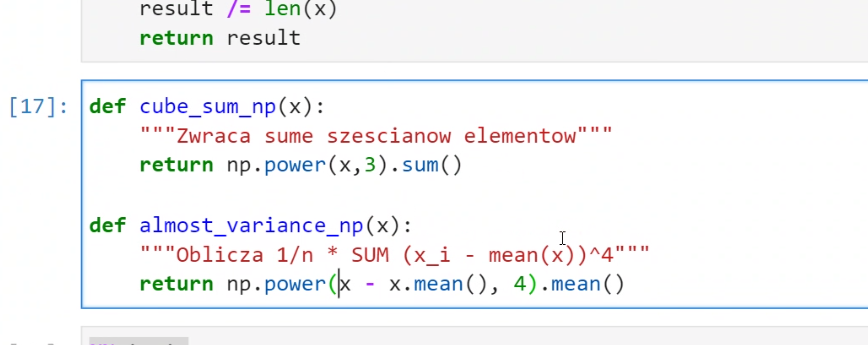 result /= len(x)
return result
[17]: def cube_sum_np(x):
"""Zwraca sume szescianow elementow"""
return np.power(x,3).sum()
def almost_variance_np(x):
"""Oblicza 1/n * SUM (x_i - mean(x))^4"""
return np.power(x - x.mean(), 4).mean()